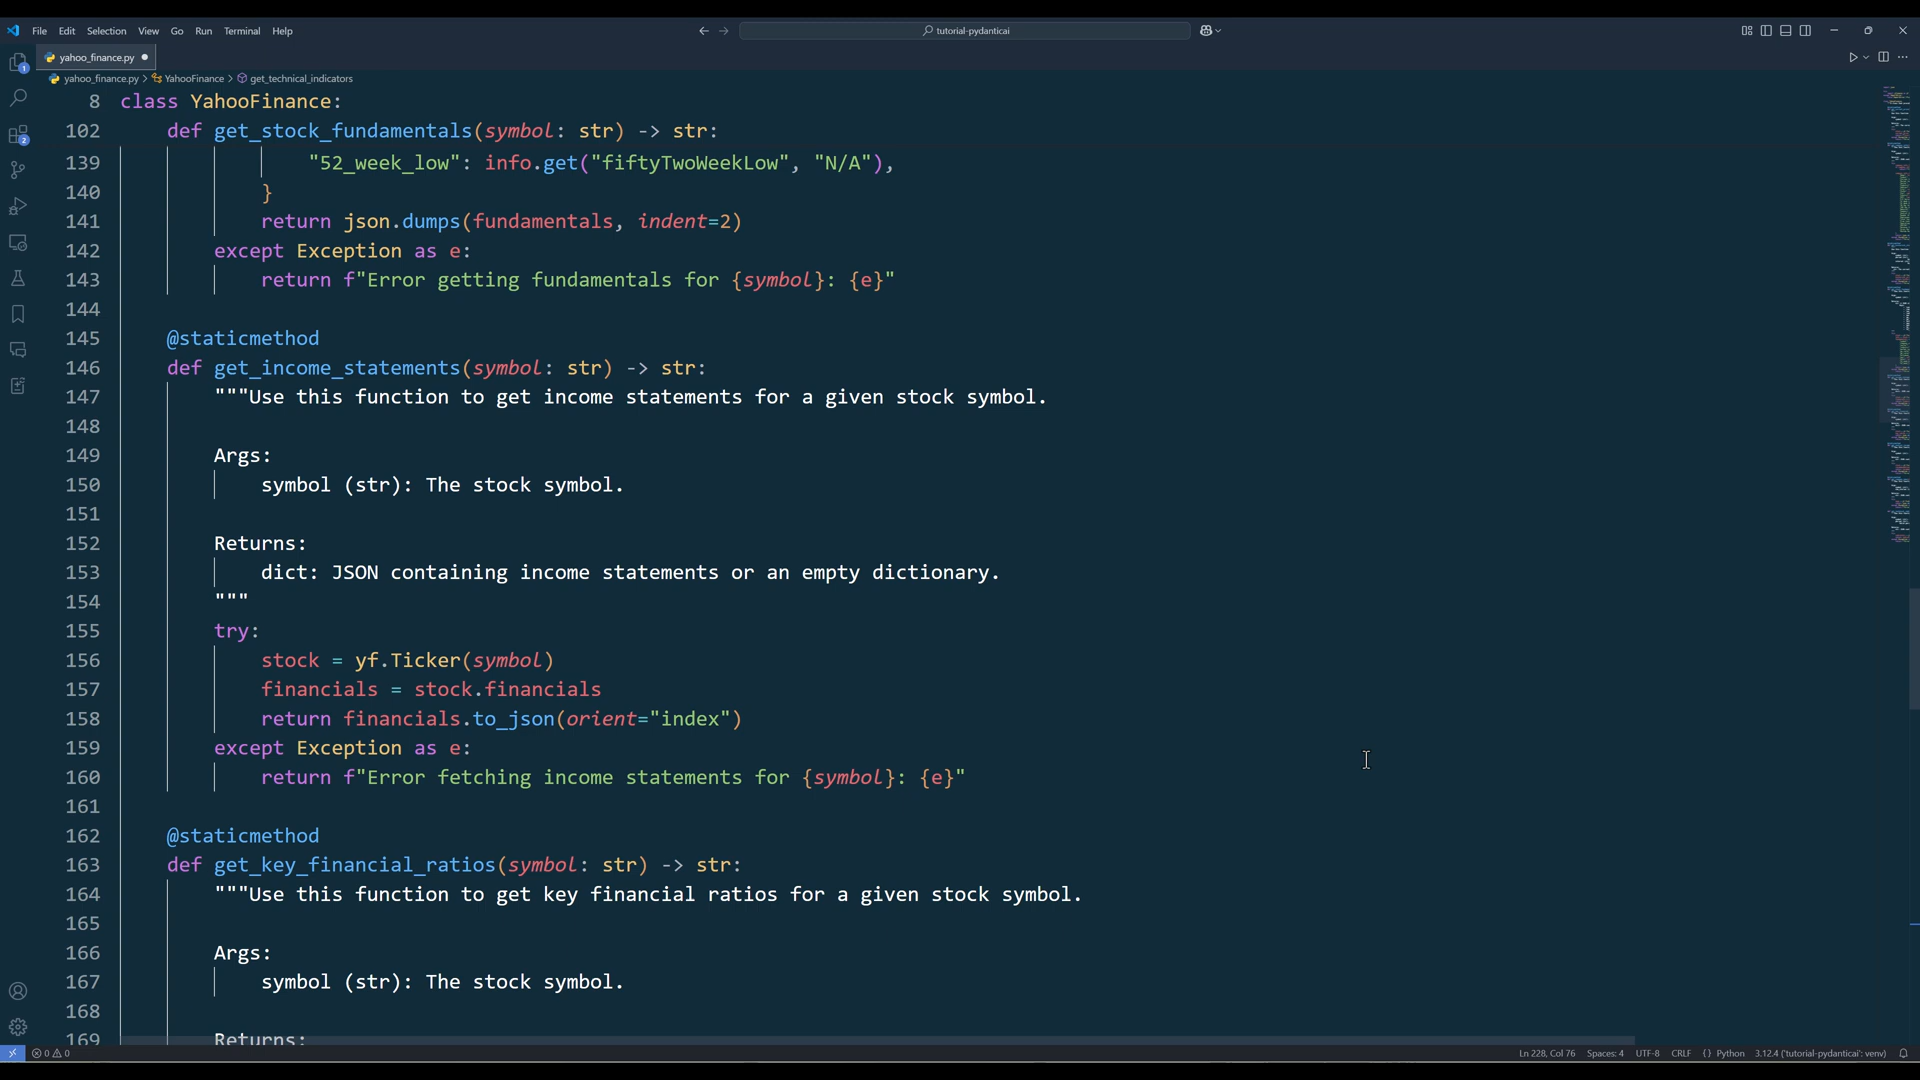 File Edit Selection View Go Run Terminal Help
tutorial-pydanticai
yahoo_finance.py
yahoo_finance.py > YahooFinance > get_technical_indicators
8 class YahooFinance:
102 def get_stock_fundamentals(symbol: str) -> str:
139 "52_week_low": info.get("fiftyTwoWeekLow", "N/A"),
140 }
141 return json.dumps(fundamentals, indent=2)
142 except Exception as e:
143 return f"Error getting fundamentals for {symbol}: {e}"
144
145 @staticmethod
146 def get_income_statements(symbol: str) -> str:
147 """Use this function to get income statements for a given stock symbol.
148
149 Args:
150 symbol (str): The stock symbol.
151
152 Returns:
153 dict: JSON containing income statements or an empty dictionary.
154 """
155 try:
156 stock = yf.Ticker(symbol)
157 financials = stock.financials
158 return financials.to_json(orient="index")
159 except Exception as e:
160 return f"Error fetching income statements for {symbol}: {e}"
161
162 @staticmethod
163 def get_key_financial_ratios(symbol: str) -> str:
164 """Use this function to get key financial ratios for a given stock symbol.
165
166 Args:
167 symbol (str): The stock symbol.
168
169 Returns:
0 0
Ln 228, Col 76 Spaces: 4 UTF-8 CRLF {} Python 3.12.4 ('tutorial-pydanticai': venv)